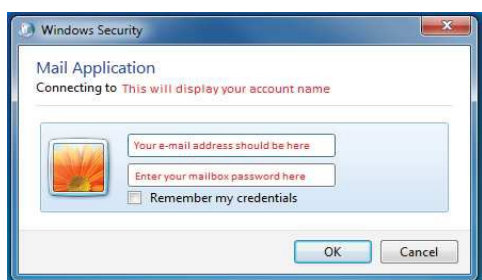 Windows Security
Mail Application
Connecting to This will display your account name
Your e-mail address should be here
Enter your mailbox password here
Remember my credentials
OK Cancel